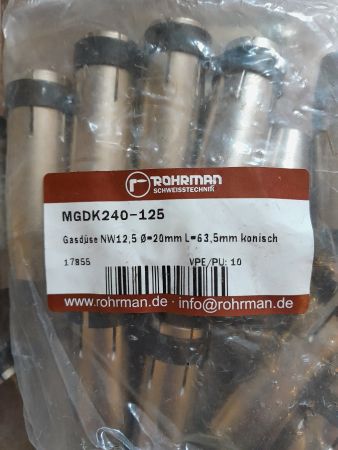 ROHRMAN
SCHWEISSTECHNIK
MGDK240-125
Gasdüse NW12,5 Ø=20mm L=63,5mm konisch
17855 VPE/PU: 10
www.rohrman.de · info@rohrman.de